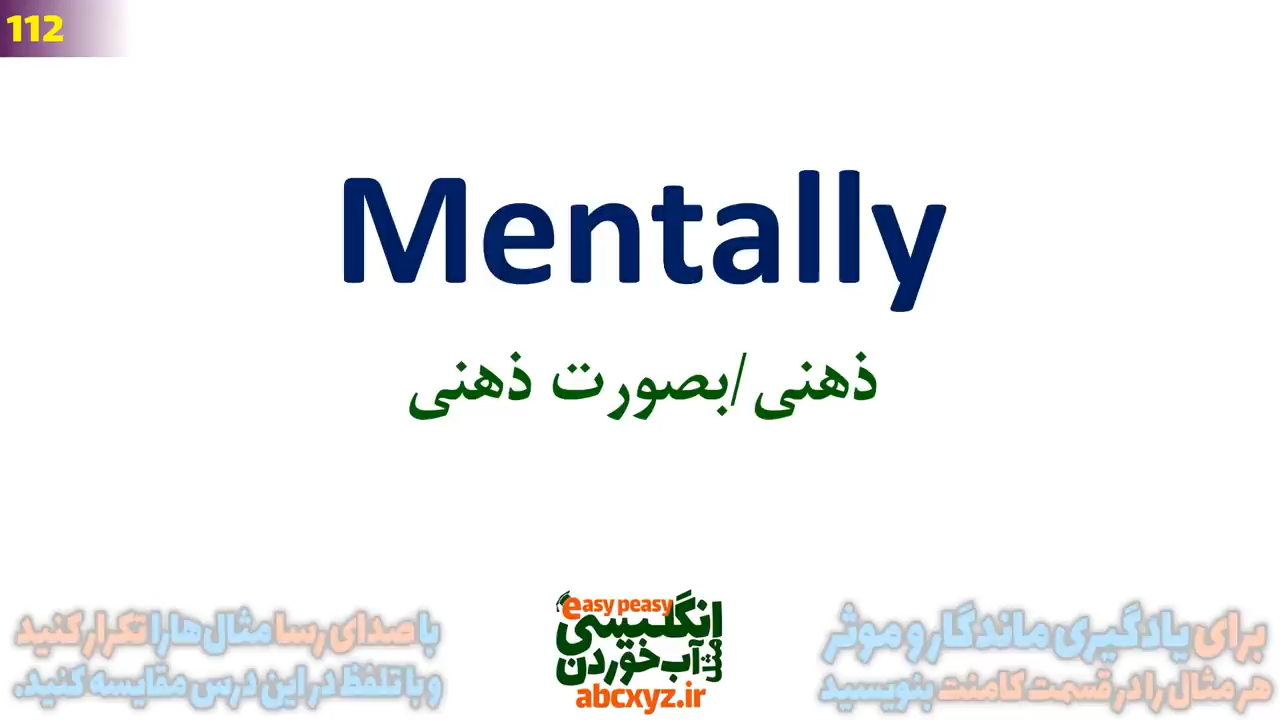 112
Mentally
ذهنی/بصورت ذهنی
برای یادگیری ماندگار و موثر
هر مثال را در قسمت کامنت بنویسید
easy peasy
انگلیسی
مثل
آب خوردن
abcxyz.ir
با صدای رسا مثال‌ها را تکرار کنید
و با تلفظ در این درس مقایسه کنید.